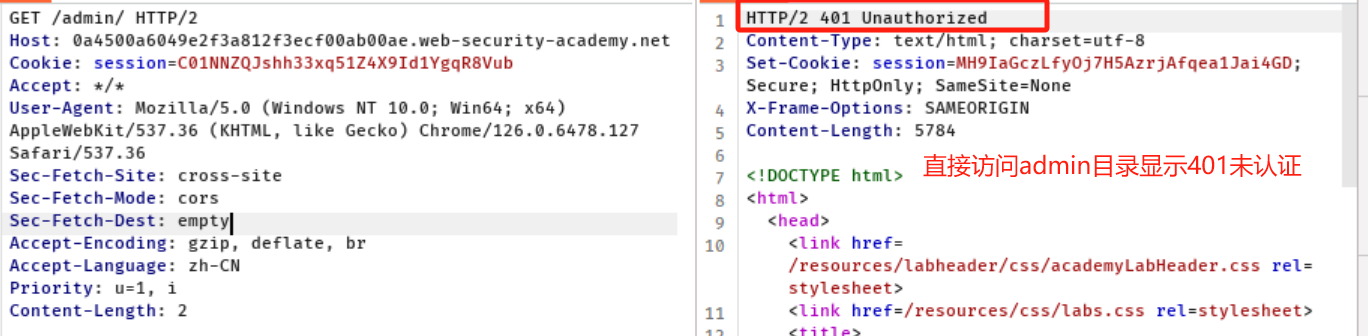 GET /admin/ HTTP/2
Host: 0a4500a6049e2f3a812f3ecf00ab00ae.web-security-academy.net
Cookie: session=C01NNZQJshh33xq51Z4X9Id1YgqR8Vub
Accept: */*
User-Agent: Mozilla/5.0 (Windows NT 10.0; Win64; x64)
AppleWebKit/537.36 (KHTML, like Gecko) Chrome/126.0.6478.127
Safari/537.36
Sec-Fetch-Site: cross-site
Sec-Fetch-Mode: cors
Sec-Fetch-Dest: empty
Accept-Encoding: gzip, deflate, br
Accept-Language: zh-CN
Priority: u=1, i
Content-Length: 2
1 HTTP/2 401 Unauthorized
2 Content-Type: text/html; charset=utf-8
3 Set-Cookie: session=MH9IaGczLfyOj7H5AzrjAfqea1Jai4GD;
Secure; HttpOnly; SameSite=None
4 X-Frame-Options: SAMEORIGIN
5 Content-Length: 5784
6
7 <!DOCTYPE html>
直接访问admin目录显示401未认证
8 <html>
9 <head>
10 <link href=
/resources/labheader/css/academyLabHeader.css rel=
stylesheet>
11 <link href=/resources/css/labs.css rel=stylesheet>
12 <title>